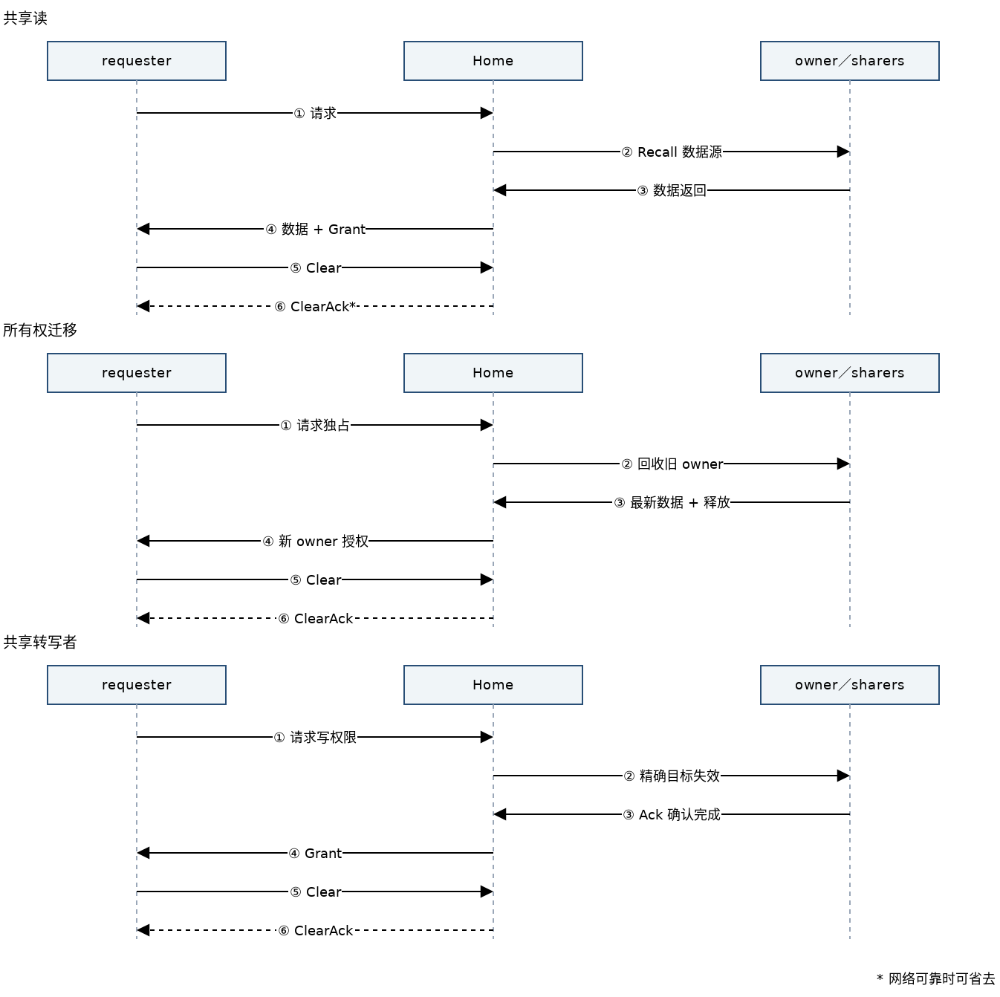 共享读
requester
Home
owner／sharers
① 请求
② Recall 数据源
③ 数据返回
④ 数据 + Grant
⑤ Clear
⑥ ClearAck*
所有权迁移
requester
Home
owner／sharers
① 请求独占
② 回收旧 owner
③ 最新数据 + 释放
④ 新 owner 授权
⑤ Clear
⑥ ClearAck
共享转写者
requester
Home
owner／sharers
① 请求写权限
② 精确目标失效
③ Ack 确认完成
④ Grant
⑤ Clear
⑥ ClearAck
* 网络可靠时可省去